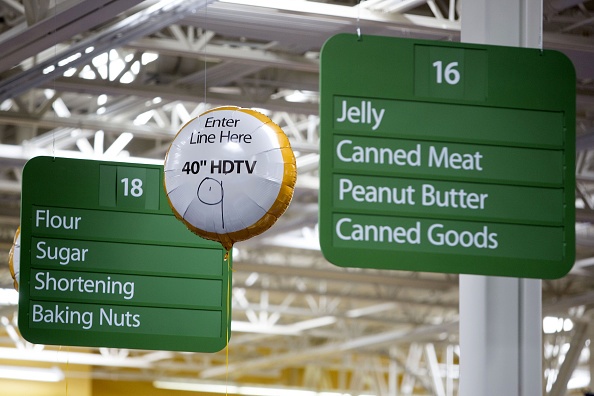 18
Flour
Sugar
Shortening
Baking Nuts
Enter
Line Here
40" HDTV
16
Jelly
Canned Meat
Peanut Butter
Canned Goods